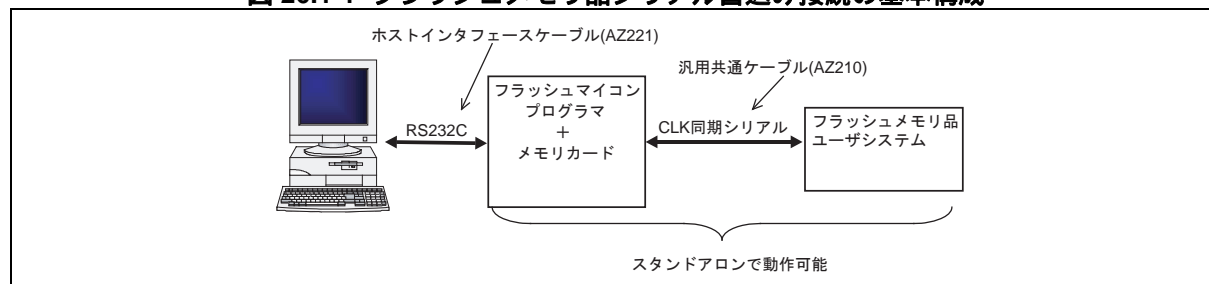 ホストインタフェースケーブル(AZ221)
汎用共通ケーブル(AZ210)
RS232C
フラッシュマイコン
プログラマ
+
メモリカード
CLK同期シリアル
フラッシュメモリ品
ユーザシステム
スタンドアロンで動作可能